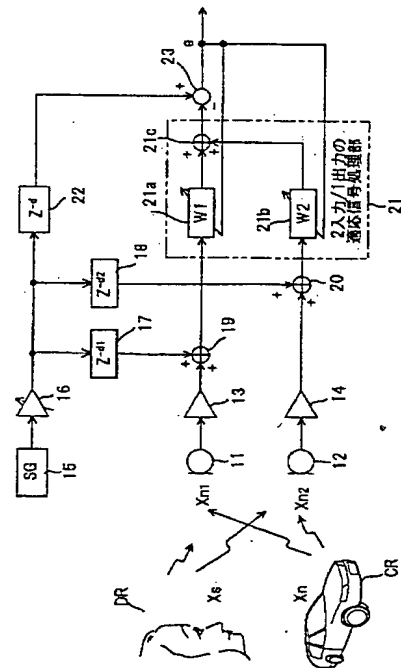 SG
15
16
Z-d
22
Z-d1
17
Z-d2
18
19
20
13
14
11
12
Xn1
Xn2
DR
Xs
Xn
CR
W1
21a
W2
21b
21c
23
e
2入力/1出力の
適応信号処理部
21
+
+
+
+
+
+
+
-